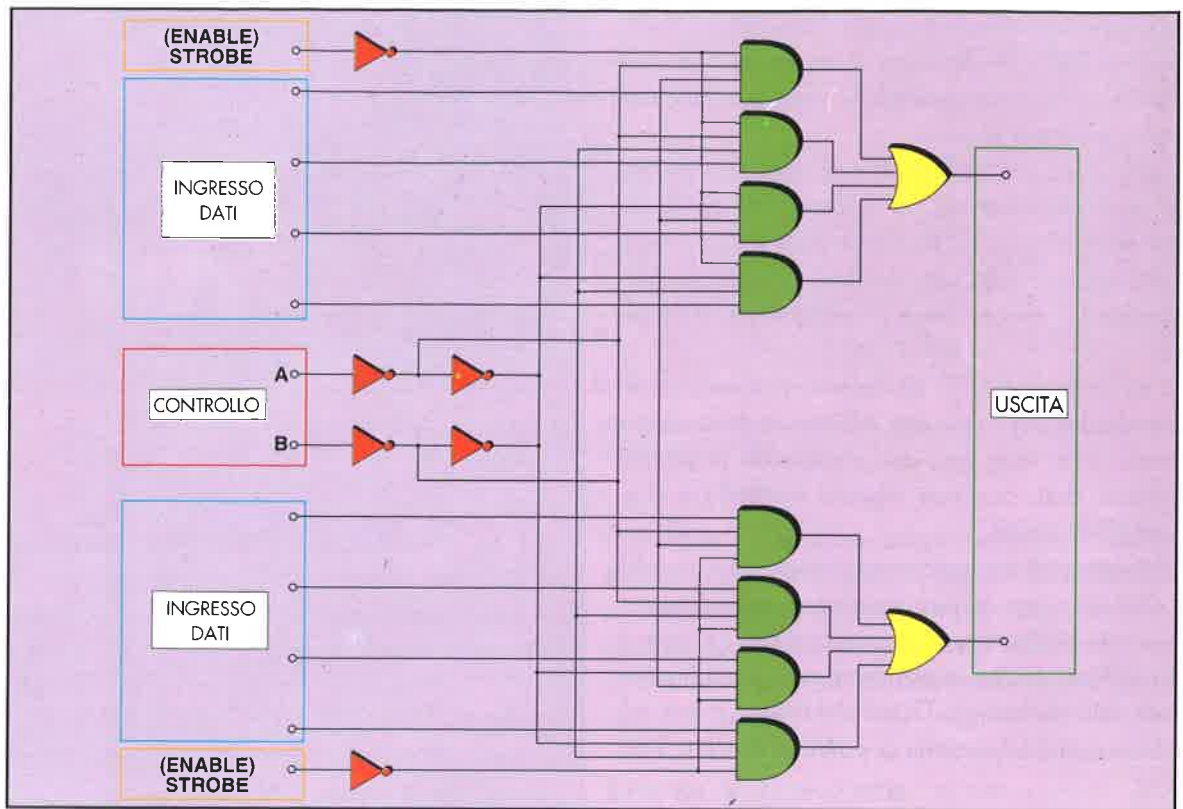 (ENABLE)
STROBE
INGRESSO
DATI
A
CONTROLLO
B
USCITA
INGRESSO
DATI
(ENABLE)
STROBE